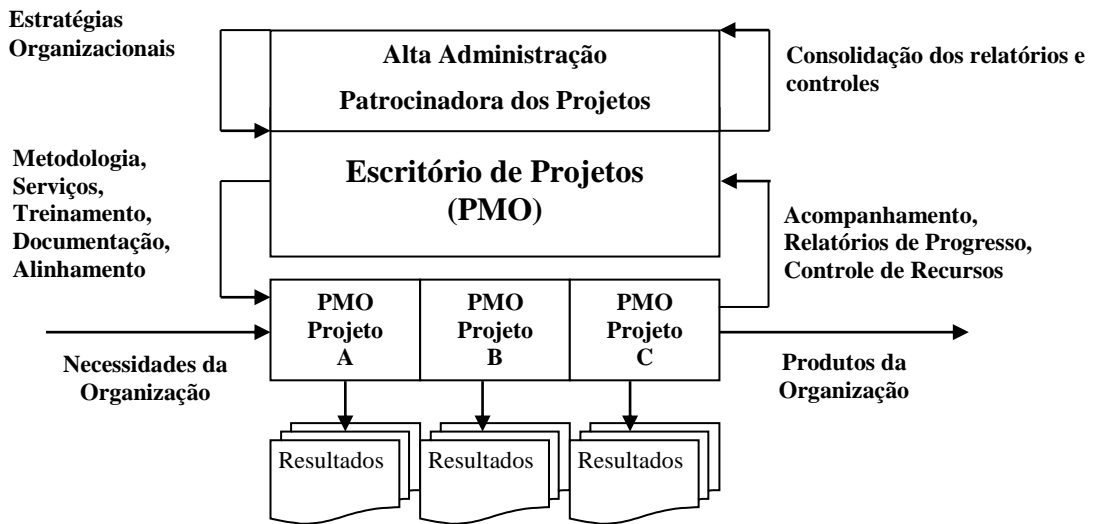 Estratégias
Organizacionais
Alta Administração
Patrocinadora dos Projetos
Consolidação dos relatórios e
controles
Metodologia,
Serviços,
Treinamento,
Documentação,
Alinhamento
Escritório de Projetos
(PMO)
Acompanhamento,
Relatórios de Progresso,
Controle de Recursos
PMO
Projeto
A
PMO
Projeto
B
PMO
Projeto
C
Necessidades da
Organização
Produtos da
Organização
Resultados
Resultados
Resultados